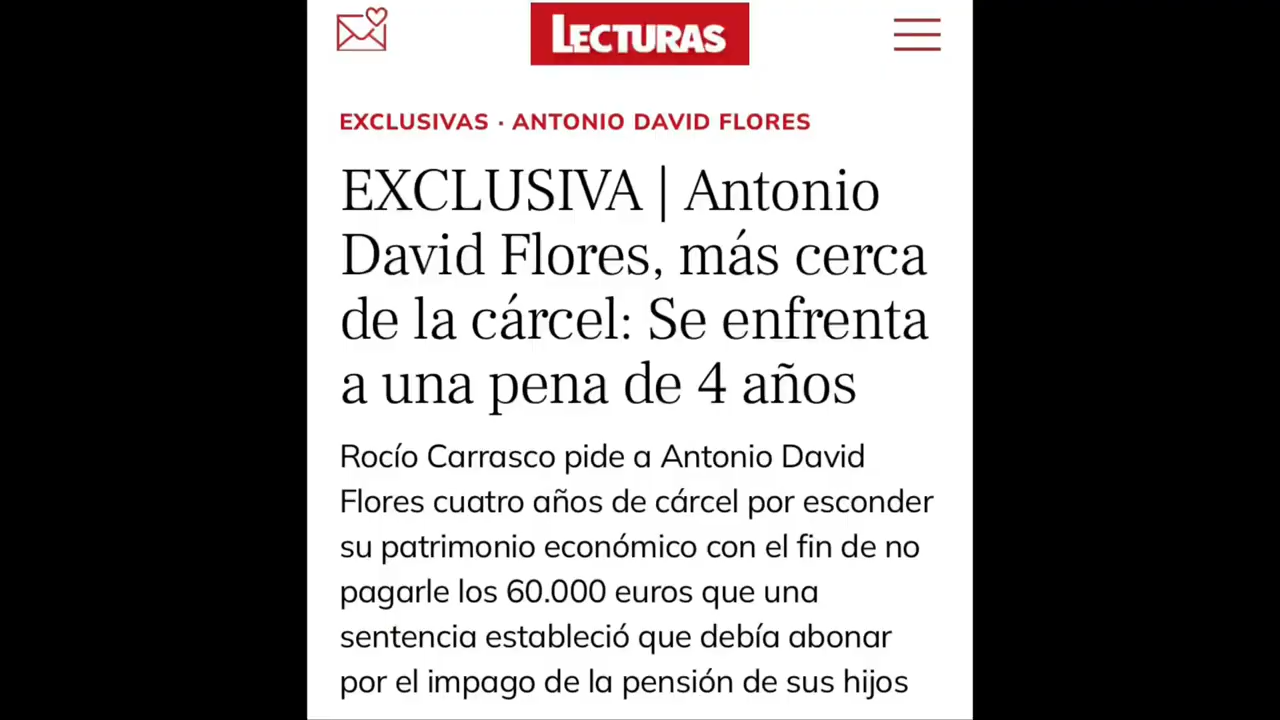 LECTURAS
EXCLUSIVAS · ANTONIO DAVID FLORES
EXCLUSIVA | Antonio
David Flores, más cerca
de la cárcel: Se enfrenta
a una pena de 4 años
Rocío Carrasco pide a Antonio David
Flores cuatro años de cárcel por esconder
su patrimonio económico con el fin de no
pagarle los 60.000 euros que una
sentencia estableció que debía abonar
por el impago de la pensión de sus hijos